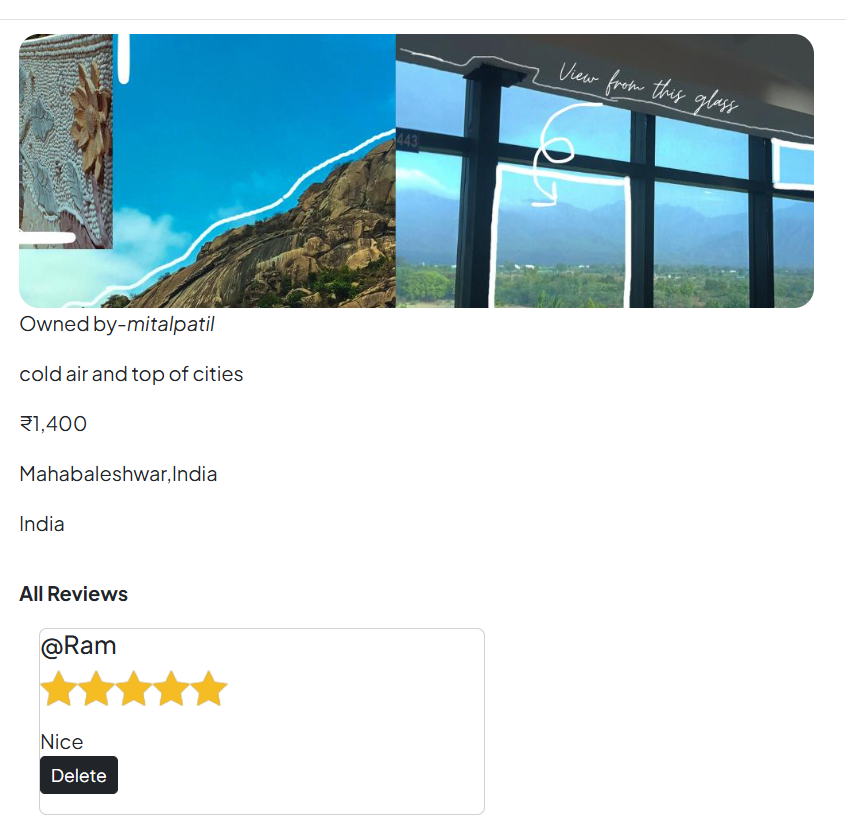 View from this glass
443
Owned by-mitalpatil
cold air and top of cities
₹1,400
Mahabaleshwar,India
India
All Reviews
@Ram
Nice
Delete